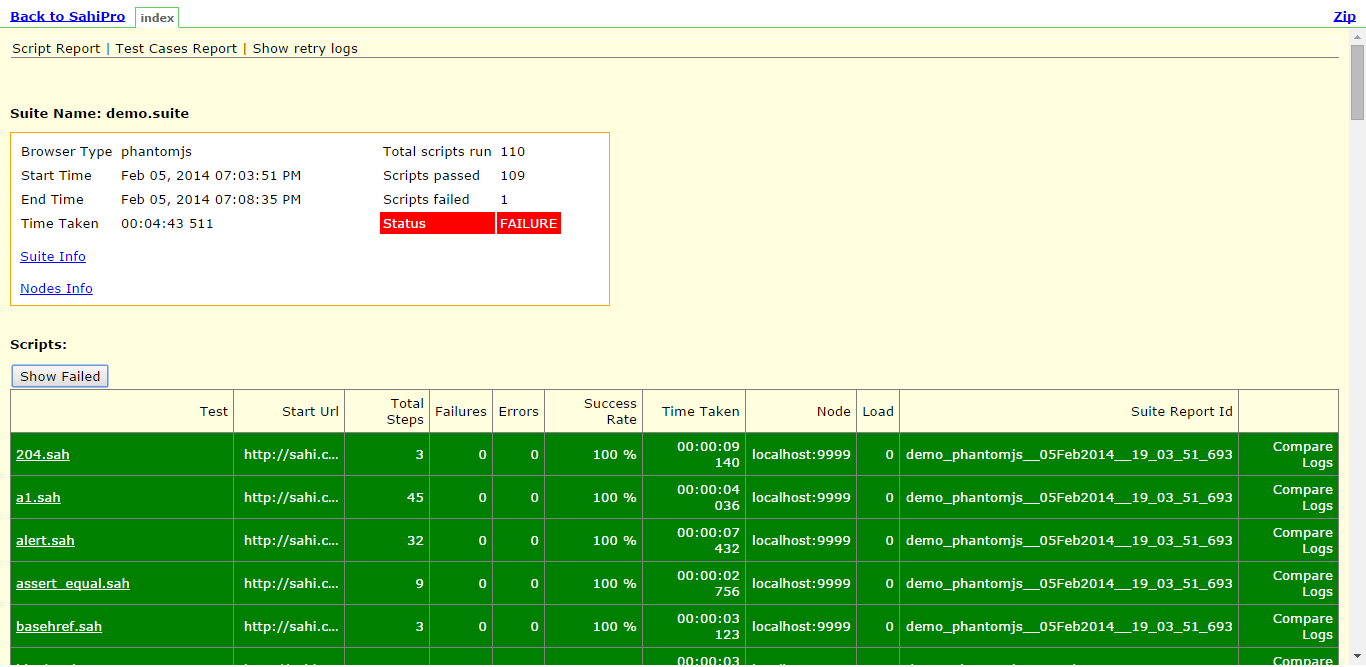 Back to SahiPro index Zip
Script Report | Test Cases Report | Show retry logs
Suite Name: demo.suite
Browser Type phantomjs Total scripts run 110
Start Time Feb 05, 2014 07:03:51 PM Scripts passed 109
End Time Feb 05, 2014 07:08:35 PM Scripts failed 1
Time Taken 00:04:43 511 Status FAILURE
Suite Info
Nodes Info
Scripts:
Show Failed
Test Start Url Total Steps Failures Errors Success Rate Time Taken Node Load Suite Report Id
204.sah http://sahi.c... 3 0 0 100 % 00:00:09 140 localhost:9999 0 demo_phantomjs__05Feb2014__19_03_51_693 Compare Logs
a1.sah http://sahi.c... 45 0 0 100 % 00:00:04 036 localhost:9999 0 demo_phantomjs__05Feb2014__19_03_51_693 Compare Logs
alert.sah http://sahi.c... 32 0 0 100 % 00:00:07 432 localhost:9999 0 demo_phantomjs__05Feb2014__19_03_51_693 Compare Logs
assert_equal.sah http://sahi.c... 9 0 0 100 % 00:00:02 756 localhost:9999 0 demo_phantomjs__05Feb2014__19_03_51_693 Compare Logs
basehref.sah http://sahi.c... 3 0 0 100 % 00:00:03 123 localhost:9999 0 demo_phantomjs__05Feb2014__19_03_51_693 Compare Logs
00:00:03 Compare